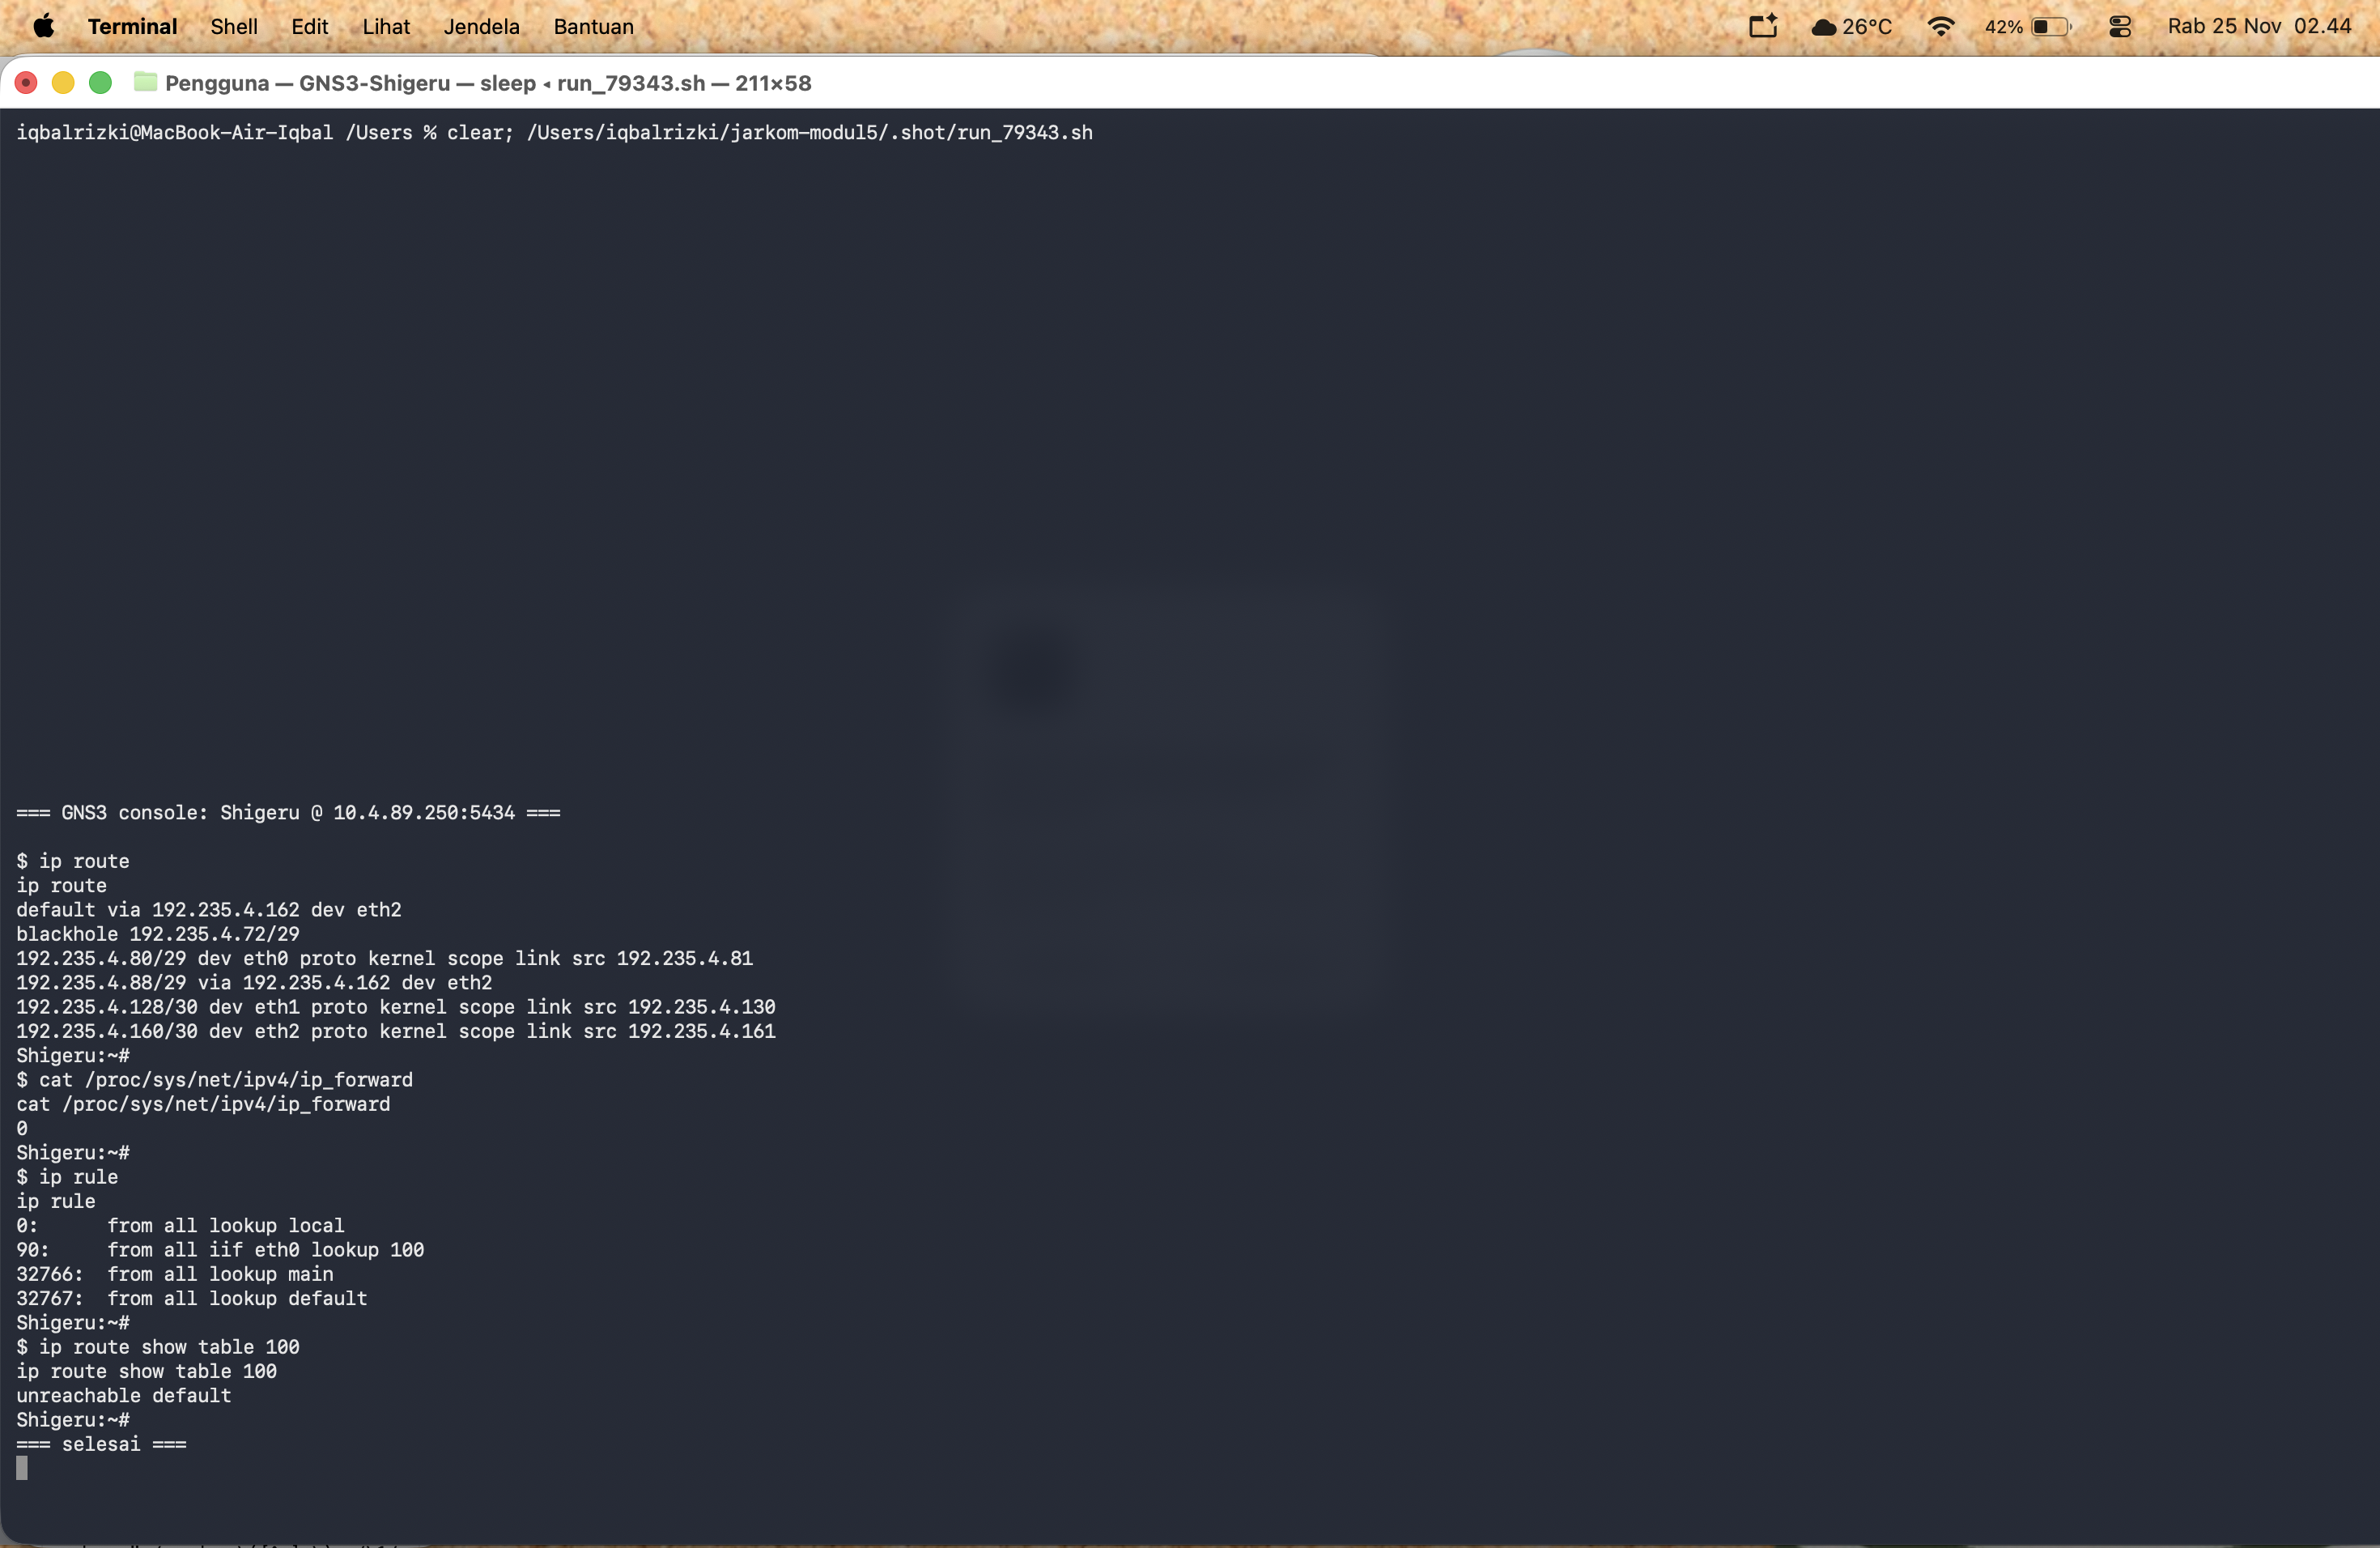 Terminal Shell Edit Lihat Jendela Bantuan 26°C 42% Rab 25 Nov 02.44
Pengguna — GNS3-Shigeru — sleep ◂ run_79343.sh — 211×58
iqbalrizki@MacBook-Air-Iqbal /Users % clear; /Users/iqbalrizki/jarkom-modul5/.shot/run_79343.sh
=== GNS3 console: Shigeru @ 10.4.89.250:5434 ===
$ ip route
ip route
default via 192.235.4.162 dev eth2
blackhole 192.235.4.72/29
192.235.4.80/29 dev eth0 proto kernel scope link src 192.235.4.81
192.235.4.88/29 via 192.235.4.162 dev eth2
192.235.4.128/30 dev eth1 proto kernel scope link src 192.235.4.130
192.235.4.160/30 dev eth2 proto kernel scope link src 192.235.4.161
Shigeru:~#
$ cat /proc/sys/net/ipv4/ip_forward
cat /proc/sys/net/ipv4/ip_forward
0
Shigeru:~#
$ ip rule
ip rule
0:      from all lookup local
90:     from all iif eth0 lookup 100
32766:  from all lookup main
32767:  from all lookup default
Shigeru:~#
$ ip route show table 100
ip route show table 100
unreachable default
Shigeru:~#
=== selesai ===